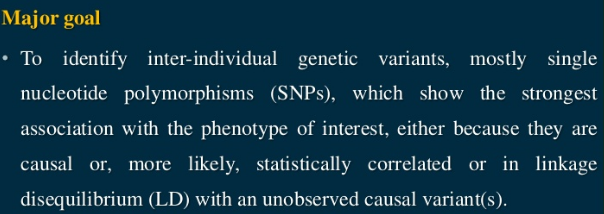 Major goal
• To identify inter-individual genetic variants, mostly single
nucleotide polymorphisms (SNPs), which show the strongest
association with the phenotype of interest, either because they are
causal or, more likely, statistically correlated or in linkage
disequilibrium (LD) with an unobserved causal variant(s).